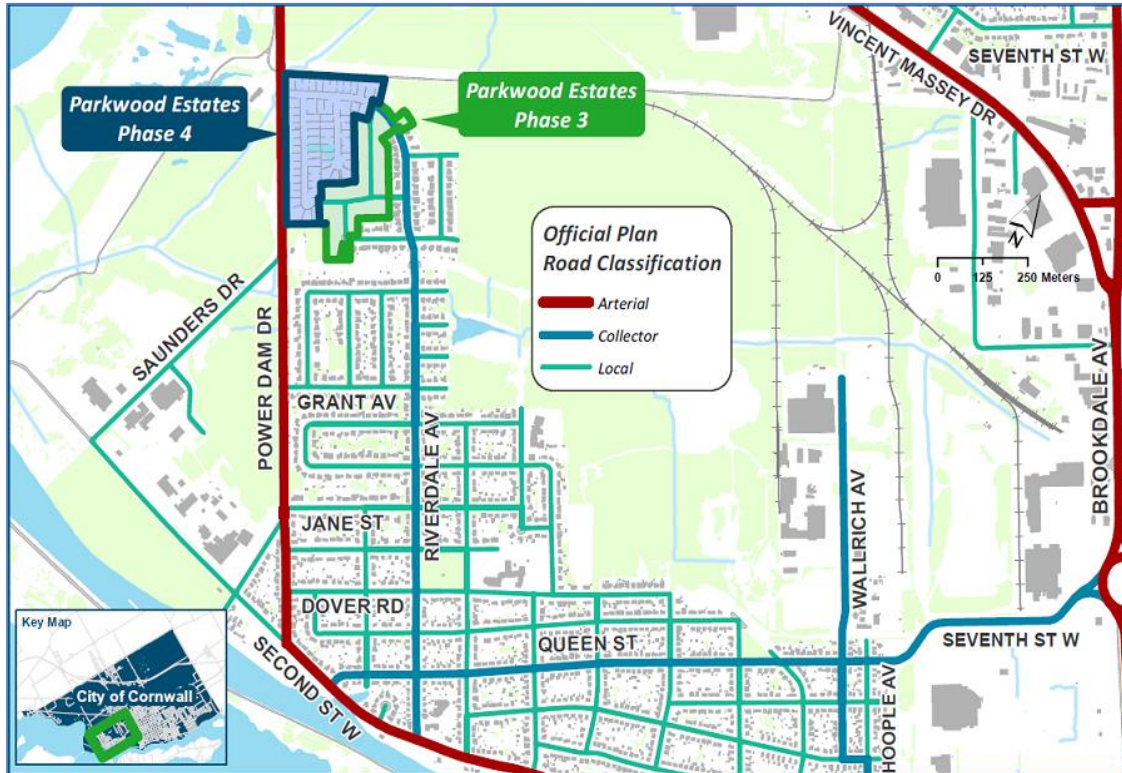 VINCENT MASSEY DR
SEVENTH ST W
Parkwood Estates
Phase 4
Parkwood Estates
Phase 3
Official Plan
Road Classification
Arterial
Collector
Local
N
0 125 250 Meters
SAUNDERS DR
POWER DAM DR
GRANT AV
RIVERDALE AV
JANE ST
DOVER RD
SECOND ST W
QUEEN ST
WALLRICH AV
HOOPLE AV
BROOKDALE AV
SEVENTH ST W
Key Map
City of Cornwall